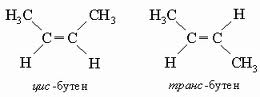 H₃C CH₃ H₃C H
C = C C = C
H H H CH₃
цис-бутен транс-бутен